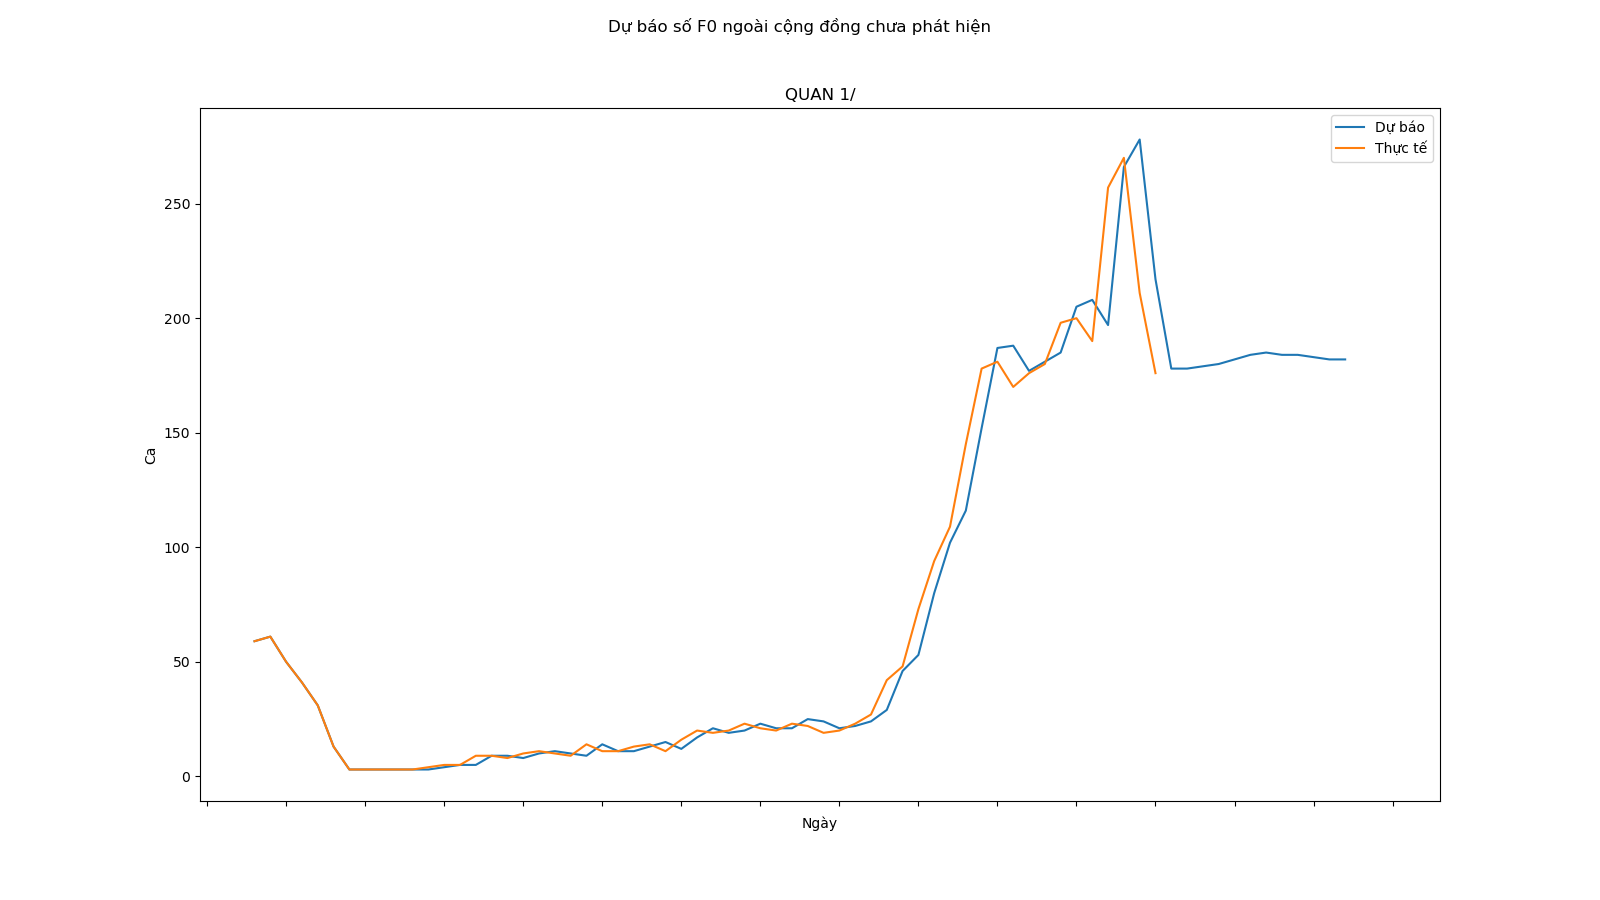 Dự báo số F0 ngoài cộng đồng chưa phát hiện
QUAN 1/
Dự báo
Thực tế
250
200
150
100
50
0
Ca
Ngày